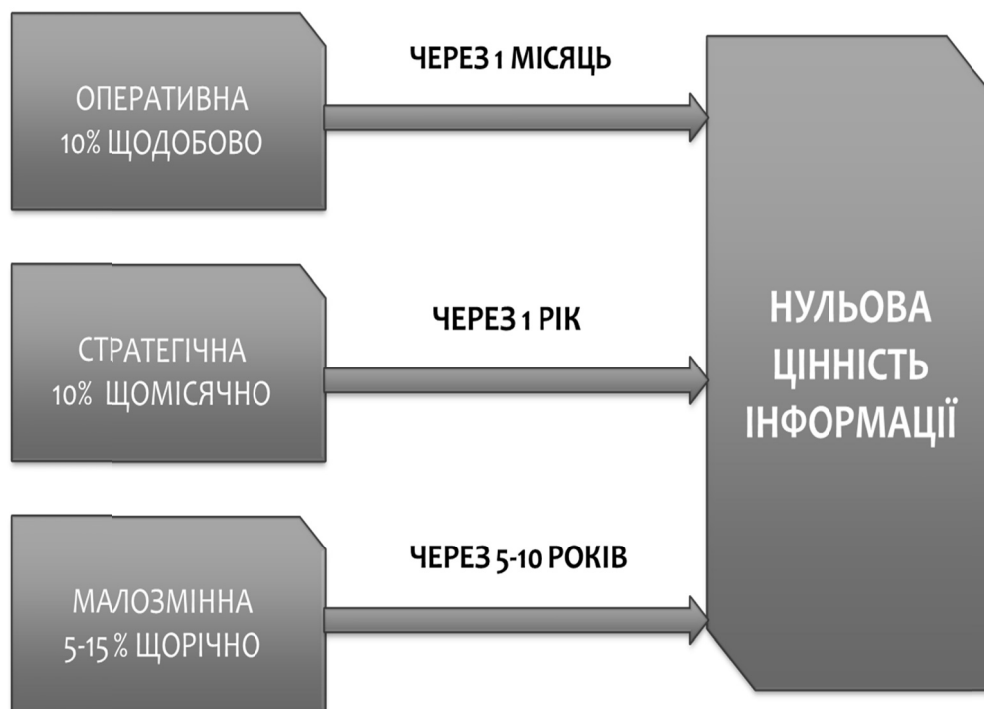 ОПЕРАТИВНА
10% ЩОДОБОВО
ЧЕРЕЗ 1 МІСЯЦЬ
СТРАТЕГІЧНА
10% ЩОМІСЯЧНО
ЧЕРЕЗ 1 РІК
МАЛОЗМІННА
5-15% ЩОРІЧНО
ЧЕРЕЗ 5-10 РОКІВ
НУЛЬОВА
ЦІННІСТЬ
ІНФОРМАЦІЇ